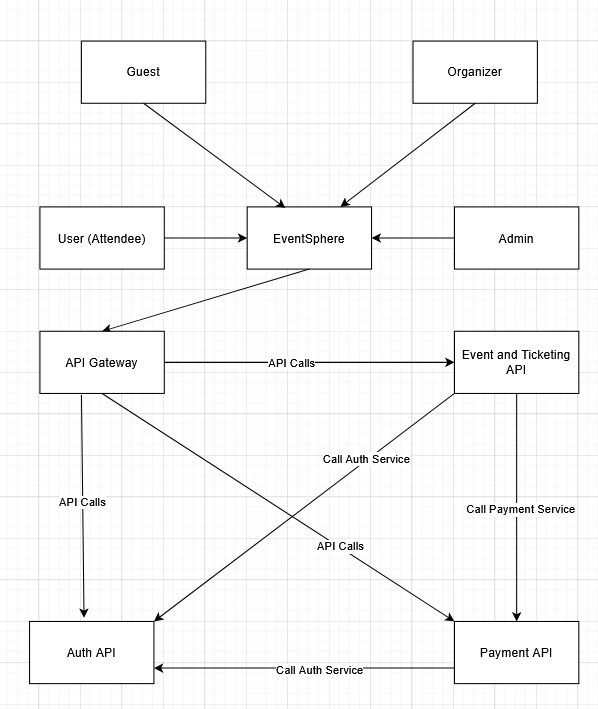 Guest
Organizer
User (Attendee)
EventSphere
Admin
API Gateway
API Calls
Event and Ticketing
API
Call Auth Service
API Calls
Call Payment Service
API Calls
Auth API
Call Auth Service
Payment API